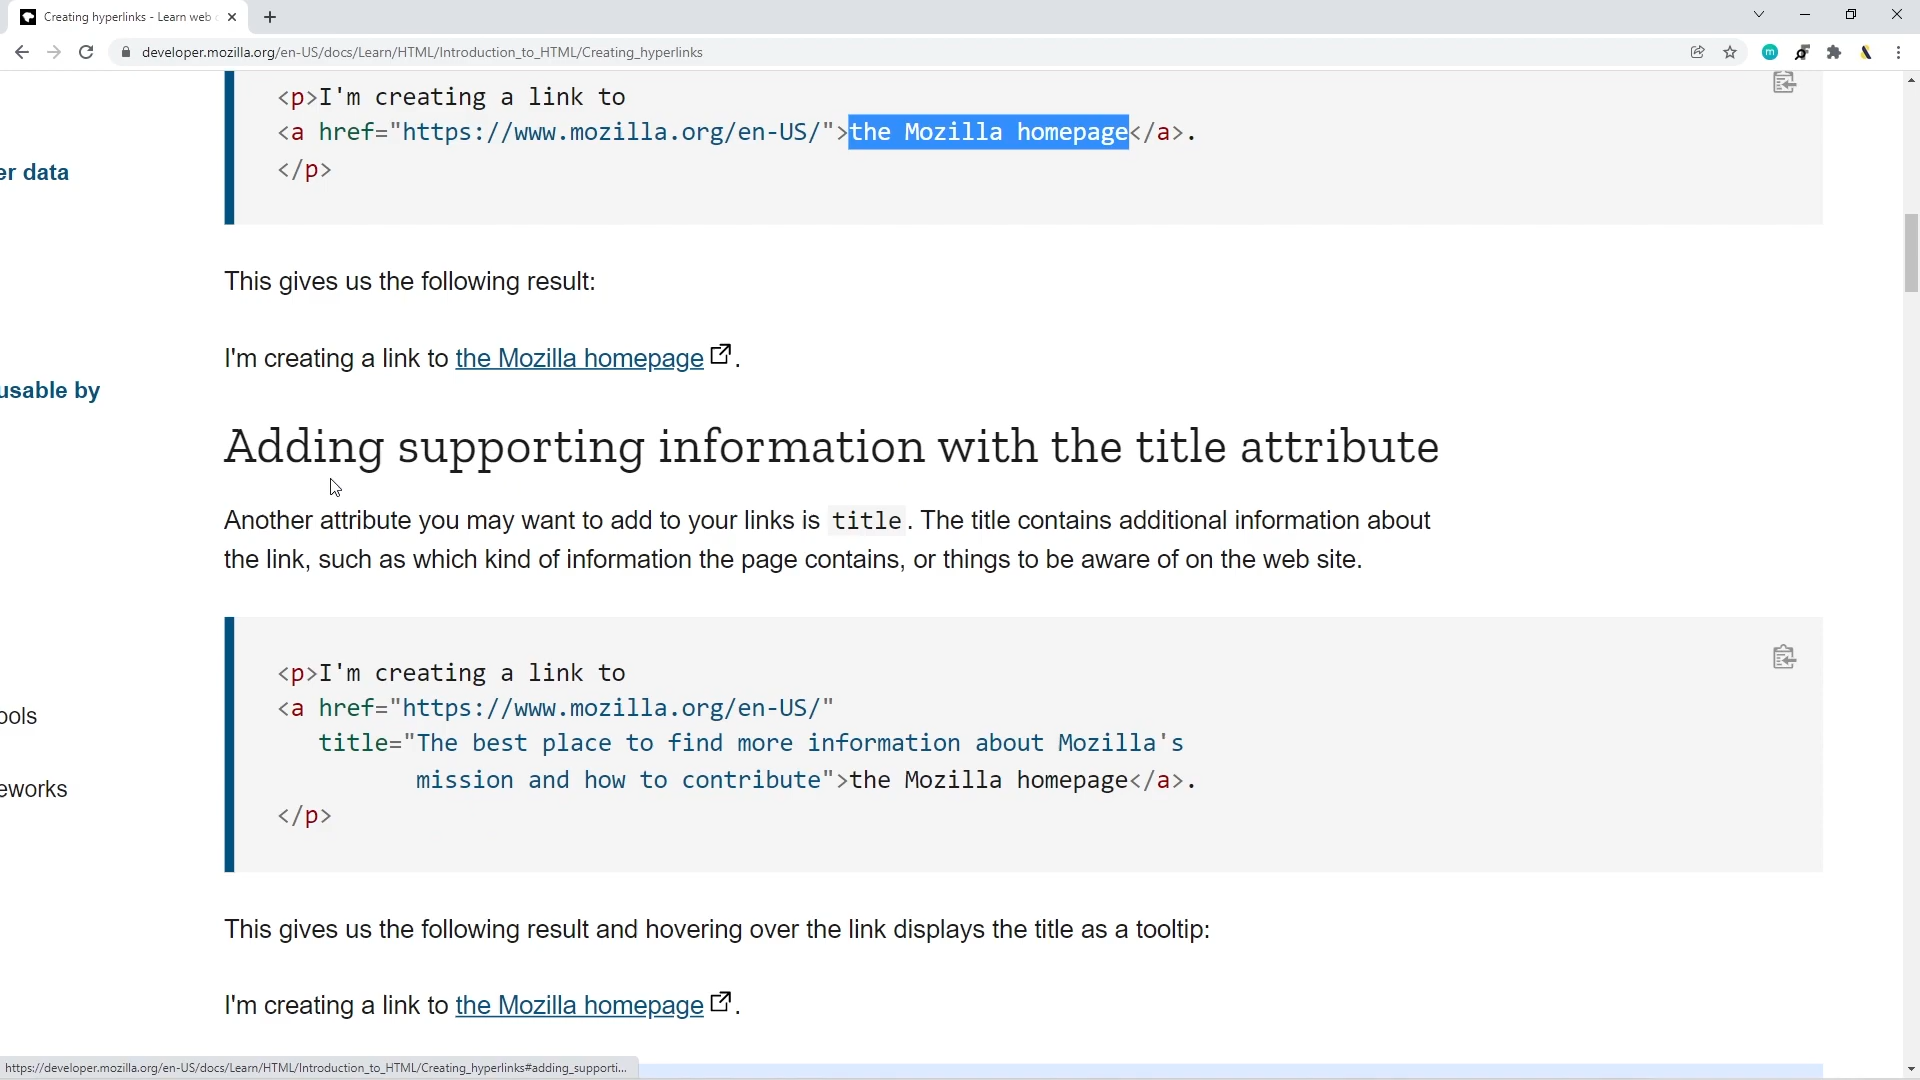 Creating hyperlinks - Learn web
developer.mozilla.org/en-US/docs/Learn/HTML/Introduction_to_HTML/Creating_hyperlinks
m
<p>I'm creating a link to
<a href="https://www.mozilla.org/en-US/">the Mozilla homepage</a>.
</p>
er data
This gives us the following result:
I'm creating a link to the Mozilla homepage.
usable by
Adding supporting information with the title attribute
Another attribute you may want to add to your links is title. The title contains additional information about
the link, such as which kind of information the page contains, or things to be aware of on the web site.
<p>I'm creating a link to
<a href="https://www.mozilla.org/en-US/"
title="The best place to find more information about Mozilla's
mission and how to contribute">the Mozilla homepage</a>.
</p>
ools
eworks
This gives us the following result and hovering over the link displays the title as a tooltip:
I'm creating a link to the Mozilla homepage.
https://developer.mozilla.org/en-US/docs/Learn/HTML/Introduction_to_HTML/Creating_hyperlinks#adding_supporti...